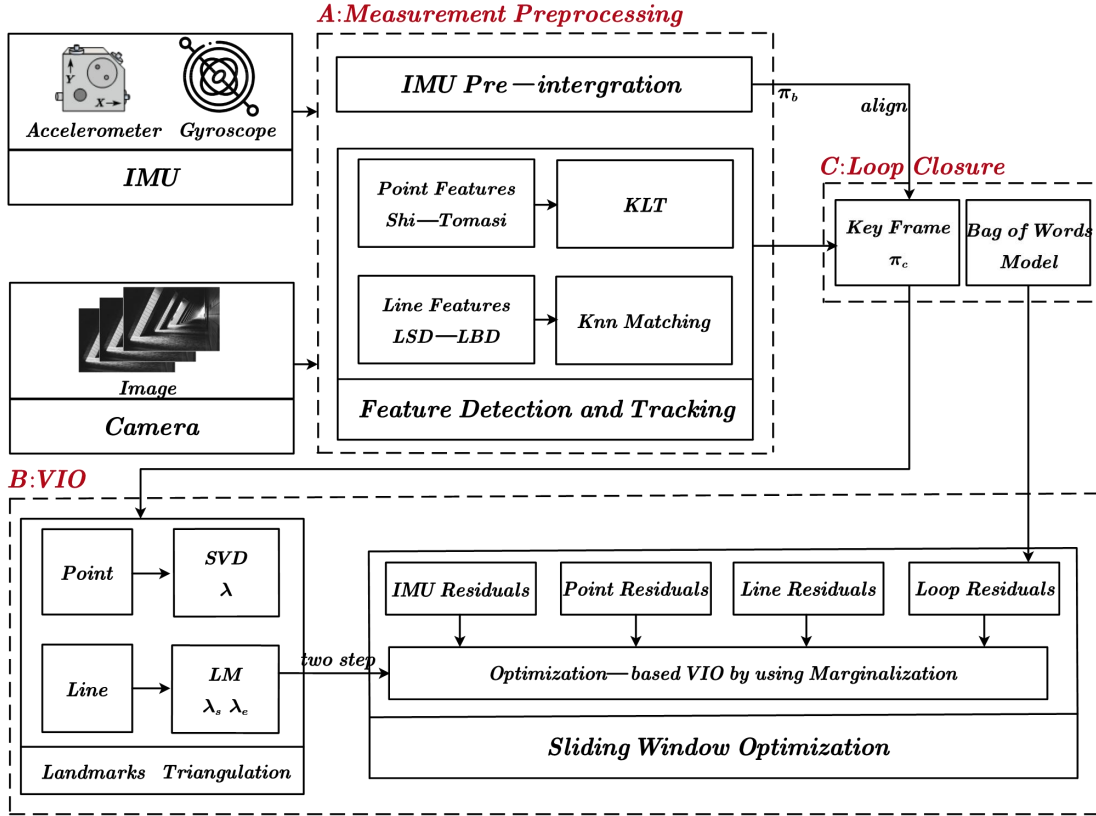 A:Measurement Preprocessing
Y
X
Accelerometer
Gyroscope
IMU
IMU Pre−intergration
π_b
align
Point Features
Shi—Tomasi
KLT
Line Features
LSD—LBD
Knn Matching
Feature Detection and Tracking
Image
Camera
C:Loop Closure
Key Frame
π_c
Bag of Words
Model
B:VIO
Point
SVD
λ
Line
LM
λ_s λ_e
Landmarks
Triangulation
two step
IMU Residuals
Point Residuals
Line Residuals
Loop Residuals
Optimization—based VIO by using Marginalization
Sliding Window Optimization